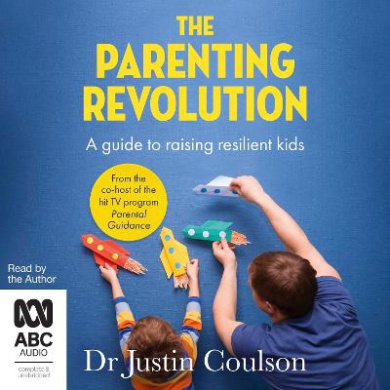 THE
PARENTING
REVOLUTION
A guide to raising resilient kids
From the
co-host of the
hit TV program
Parental
Guidance
Read by
the Author
ABC
AUDIO
complete &
unabridged
Dr Justin Coulson